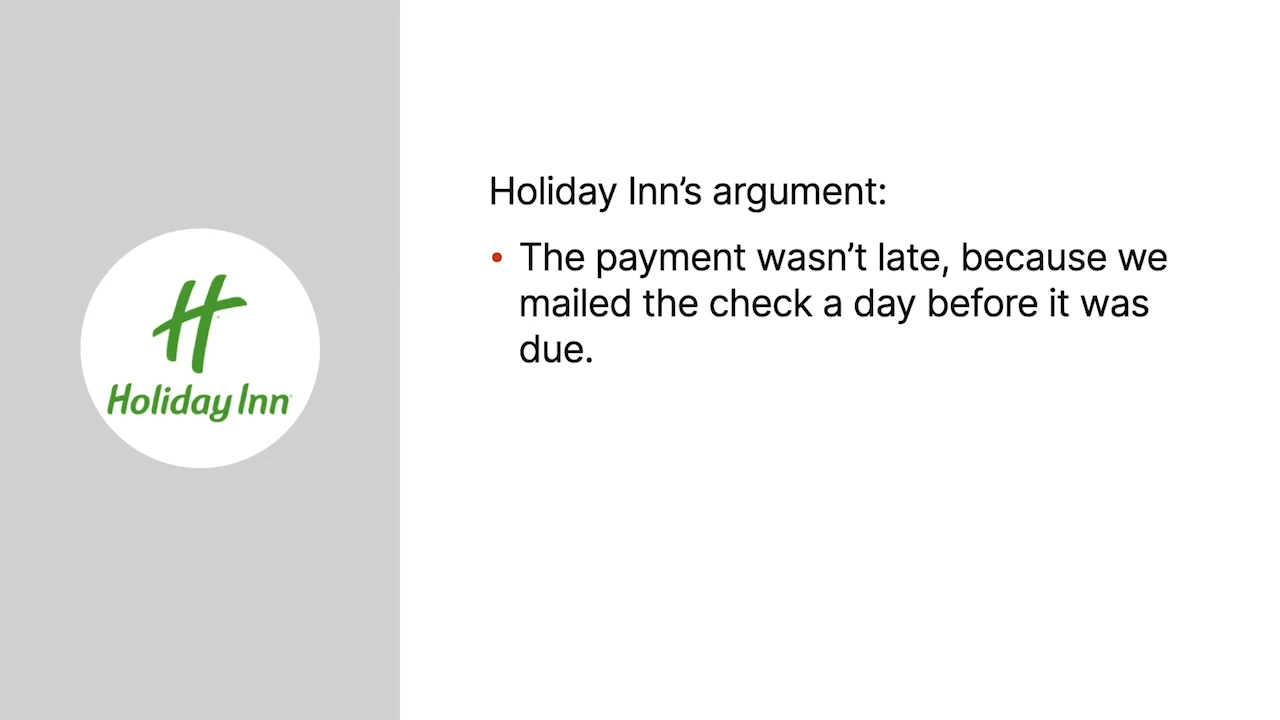 Holiday Inn’s argument:
• The payment wasn’t late, because we
mailed the check a day before it was
due.
Holiday Inn